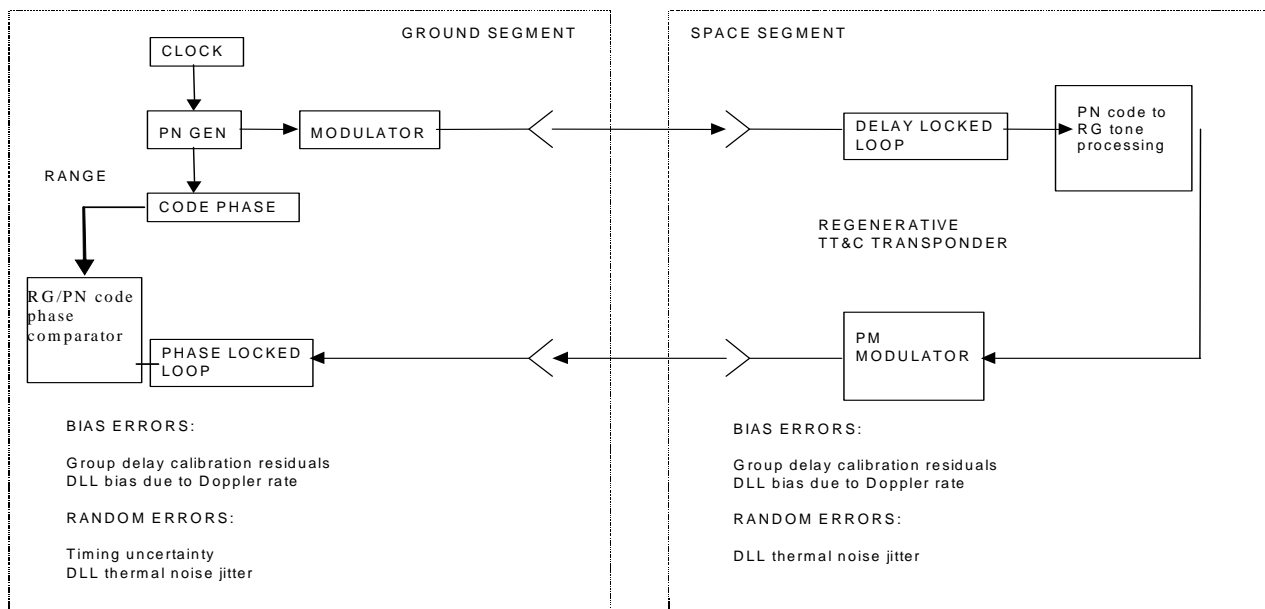 GROUND SEGMENT
SPACE SEGMENT
CLOCK
PN GEN
MODULATOR
DELAY LOCKED
LOOP
PN code to
RG tone
processing
RANGE
CODE PHASE
REGENERATIVE
TT&C TRANSPONDER
RG/PN code
phase
comparator
PHASE LOCKED
LOOP
PM
MODULATOR
BIAS ERRORS:
Group delay calibration residuals
DLL bias due to Doppler rate
RANDOM ERRORS:
Timing uncertainty
DLL thermal noise jitter
BIAS ERRORS:
Group delay calibration residuals
DLL bias due to Doppler rate
RANDOM ERRORS:
DLL thermal noise jitter